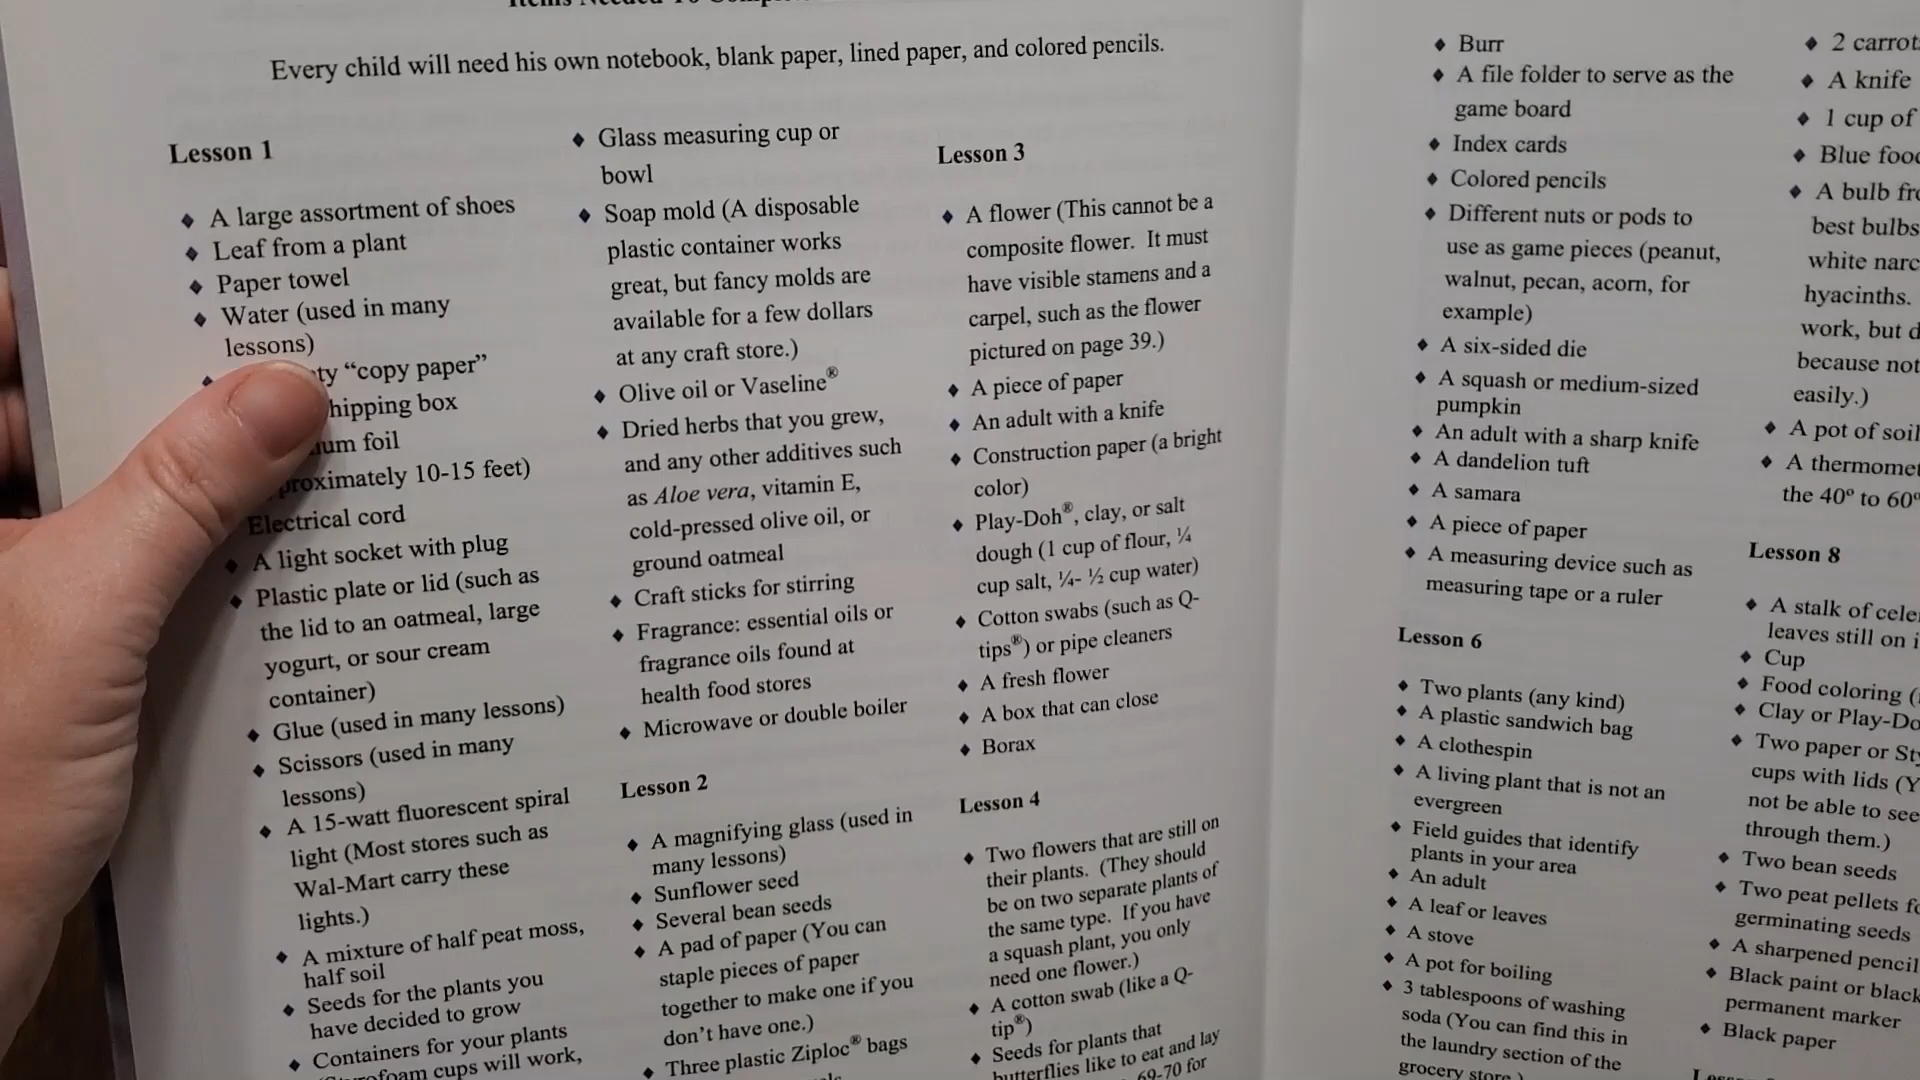 Every child will need his own notebook, blank paper, lined paper, and colored pencils.
Lesson 1
♦ A large assortment of shoes
♦ Leaf from a plant
♦ Paper towel
♦ Water (used in many
lessons)
“copy paper”
box
foil
10-15 feet)
Electrical cord
♦ A light socket with plug
♦ Plastic plate or lid (such as
the lid to an oatmeal, large
yogurt, or sour cream
container)
♦ Glue (used in many lessons)
♦ Scissors (used in many
lessons)
♦ A 15-watt fluorescent spiral
light (Most stores such as
Wal-Mart carry these
lights.)
♦ A mixture of half peat moss,
half soil
♦ Seeds for the plants you
have decided to grow
♦ Containers for your plants
cups will work,
♦ Glass measuring cup or
bowl
♦ Soap mold (A disposable
plastic container works
great, but fancy molds are
available for a few dollars
at any craft store.)
♦ Olive oil or Vaseline®
♦ Dried herbs that you grew,
and any other additives such
as Aloe vera, vitamin E,
cold-pressed olive oil, or
ground oatmeal
♦ Craft sticks for stirring
♦ Fragrance: essential oils or
fragrance oils found at
health food stores
♦ Microwave or double boiler
Lesson 2
♦ A magnifying glass (used in
many lessons)
♦ Sunflower seed
♦ Several bean seeds
♦ A pad of paper (You can
staple pieces of paper
together to make one if you
don’t have one.)
♦ Three plastic Ziploc® bags
Lesson 3
♦ A flower (This cannot be a
composite flower. It must
have visible stamens and a
carpel, such as the flower
pictured on page 39.)
♦ A piece of paper
♦ An adult with a knife
♦ Construction paper (a bright
color)
♦ Play-Doh®, clay, or salt
dough (1 cup of flour, ¼
cup salt, ¼- ½ cup water)
♦ Cotton swabs (such as Q-
tips®) or pipe cleaners
♦ A fresh flower
♦ A box that can close
♦ Borax
Lesson 4
♦ Two flowers that are still on
their plants. (They should
be on two separate plants of
the same type. If you have
a squash plant, you only
need one flower.)
♦ A cotton swab (like a Q-
tip®)
♦ Seeds for plants that
butterflies like to eat and lay
69-70 for
♦ Burr
♦ A file folder to serve as the
game board
♦ Index cards
♦ Colored pencils
♦ Different nuts or pods to
use as game pieces (peanut,
walnut, pecan, acorn, for
example)
♦ A six-sided die
♦ A squash or medium-sized
pumpkin
♦ An adult with a sharp knife
♦ A dandelion tuft
♦ A samara
♦ A piece of paper
♦ A measuring device such as
measuring tape or a ruler
Lesson 6
♦ Two plants (any kind)
♦ A plastic sandwich bag
♦ A clothespin
♦ A living plant that is not an
evergreen
♦ Field guides that identify
plants in your area
♦ An adult
♦ A leaf or leaves
♦ A stove
♦ A pot for boiling
♦ 3 tablespoons of washing
soda (You can find this in
the laundry section of the
grocery store.)
♦ 2
♦ A knife
♦ 1 cup of
♦ Blue
♦ A bulb
best bulbs
white
hyacinths.
work, but
because not
easily.)
♦ A pot of soil
♦ A
the 40° to 60°
Lesson 8
♦ A stalk of
leaves still on
♦ Cup
♦ Food coloring
♦ Clay or
♦ Two paper or
cups with lids
not be able to see
through them.)
♦ Two bean seeds
♦ Two peat pellets
germinating seeds
♦ A sharpened pencil
♦ Black paint or black
permanent marker
♦ Black paper